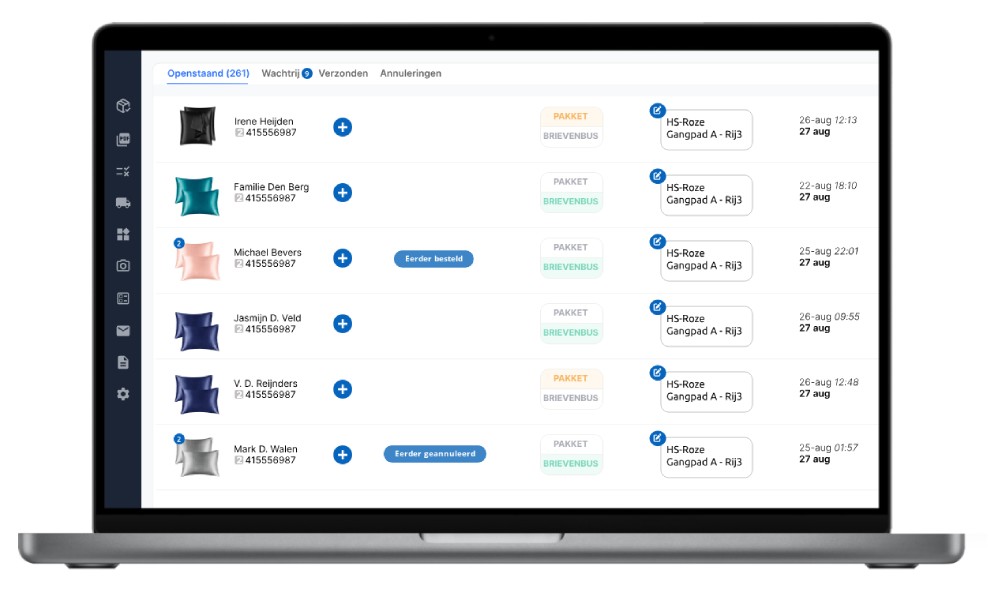 Openstaand (261) Wachtrij 9 Verzonden Annuleringen
Irene Heijden
415556987
PAKKET
BRIEVENBUS
HS-Roze
Gangpad A - Rij3
26-aug 12:13
27 aug
Familie Den Berg
415556987
PAKKET
BRIEVENBUS
HS-Roze
Gangpad A - Rij3
22-aug 18:10
27 aug
2
Michael Bevers
415556987
Eerder besteld
PAKKET
BRIEVENBUS
HS-Roze
Gangpad A - Rij3
25-aug 22:01
27 aug
Jasmijn D. Veld
415556987
PAKKET
BRIEVENBUS
HS-Roze
Gangpad A - Rij3
26-aug 09:55
27 aug
V. D. Reijnders
415556987
PAKKET
BRIEVENBUS
HS-Roze
Gangpad A - Rij3
26-aug 12:48
27 aug
2
Mark D. Walen
415556987
Eerder geannuleerd
PAKKET
BRIEVENBUS
HS-Roze
Gangpad A - Rij3
25-aug 01:57
27 aug